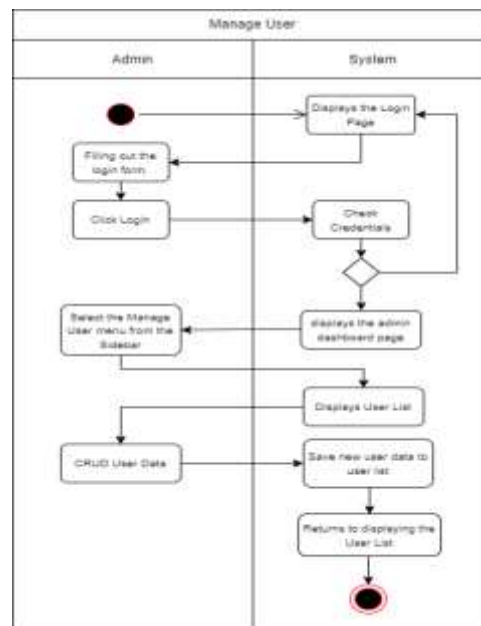 Manage User
Admin
System
Displays the Login
Page
Filling out the
login form
Click Login
Check
Credentials
displays the admin
dashboard page
Select the Manage
User menu from the
Sidebar
Displays User List
CRUD User Data
Save new user data to
user list
Returns to displaying the
User List